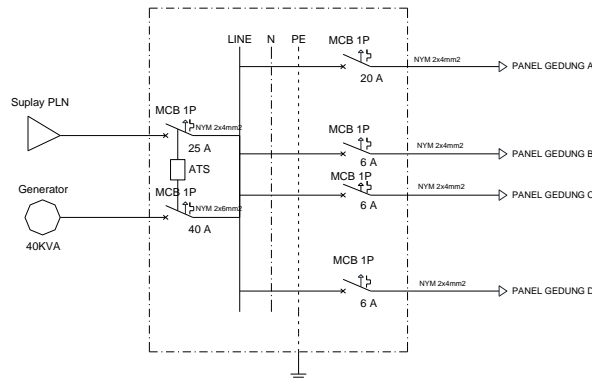 LINE N PE
MCB 1P
NYM 2x4mm2
PANEL GEDUNG A
20 A
Suplay PLN
MCB 1P
NYM 2x4mm2
25 A
MCB 1P
NYM 2x4mm2
PANEL GEDUNG B
6 A
ATS
Generator
MCB 1P
NYM 2x6mm2
40 A
40KVA
MCB 1P
NYM 2x4mm2
PANEL GEDUNG C
6 A
MCB 1P
NYM 2x4mm2
PANEL GEDUNG D
6 A